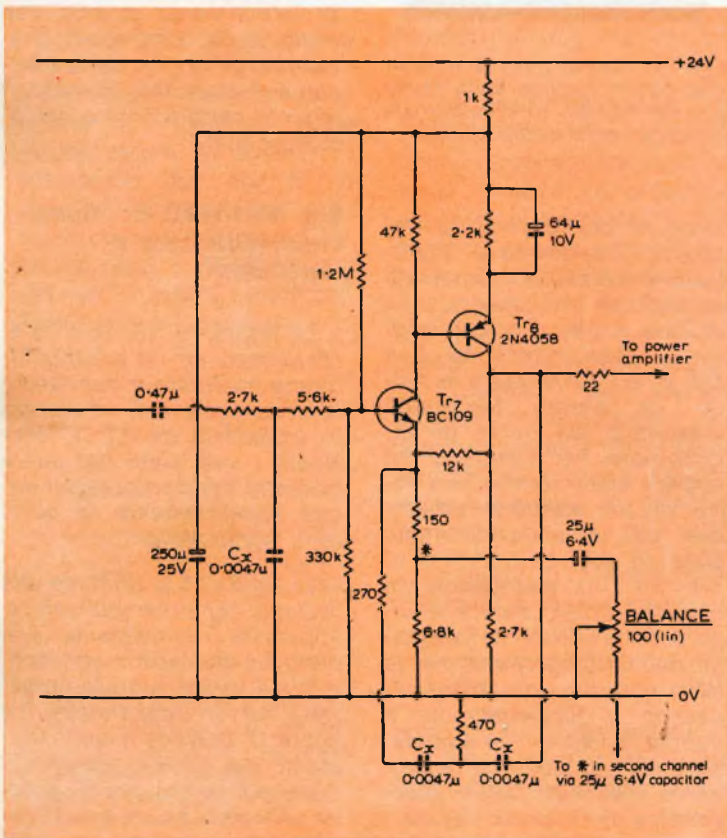 +24V
1k
47k
2·2k
64μ
10V
1·2M
Tr8
2N4058
To power
amplifier
0·47μ
2·7k
5·6k
22
Tr7
BC109
12k
150
25μ
6·4V
*
250μ
25V
Cx
0·0047μ
330k
270
BALANCE
100 (lin)
6·8k
2·7k
0V
470
Cx
0·0047μ
Cx
0·0047μ
To * in second channel
via 25μ 6·4V capacitor